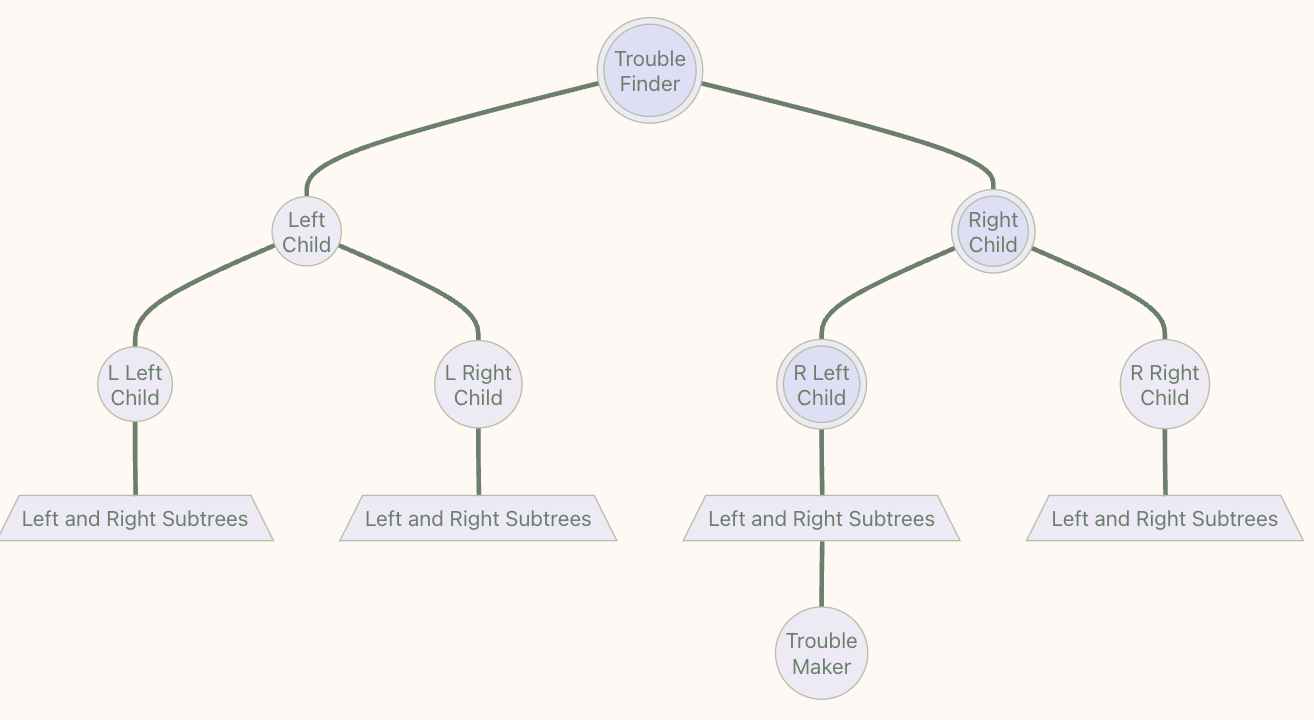 Trouble
Finder
Left
Child
Right
Child
L Left
Child
L Right
Child
R Left
Child
R Right
Child
Left and Right Subtrees
Left and Right Subtrees
Left and Right Subtrees
Left and Right Subtrees
Trouble
Maker